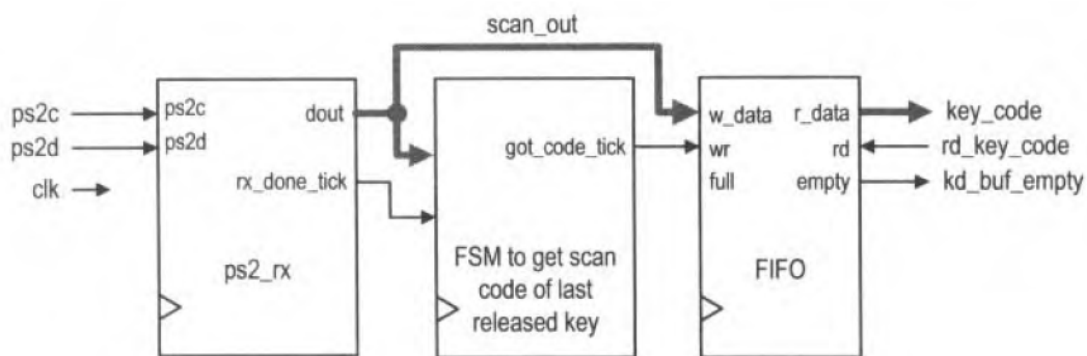 scan_out
ps2c
ps2d
clk
ps2c
ps2d
dout
rx_done_tick
ps2_rx
got_code_tick
FSM to get scan
code of last
released key
w_data r_data
wr rd
full empty
FIFO
key_code
rd_key_code
kd_buf_empty